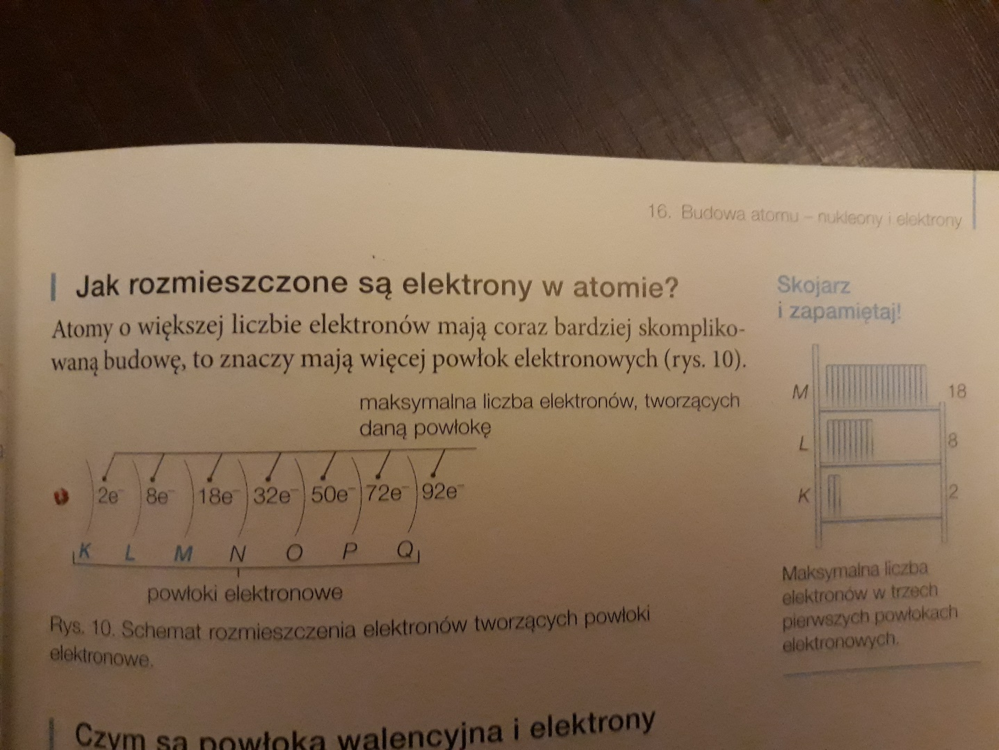 16. Budowa atomu – nukleony i elektrony
Jak rozmieszczone są elektrony w atomie?
Atomy o większej liczbie elektronów mają coraz bardziej skompliko-
waną budowę, to znaczy mają więcej powłok elektronowych (rys. 10).
maksymalna liczba elektronów, tworzących
daną powłokę
2e⁻ 8e⁻ 18e⁻ 32e⁻ 50e⁻ 72e⁻ 92e⁻
K L M N O P Q
powłoki elektronowe
Rys. 10. Schemat rozmieszczenia elektronów tworzących powłoki
elektronowe.
Czym są powłoka walencyjna i elektrony
Skojarz
i zapamiętaj!
M 18
L 8
K 2
Maksymalna liczba
elektronów w trzech
pierwszych powłokach
elektronowych.